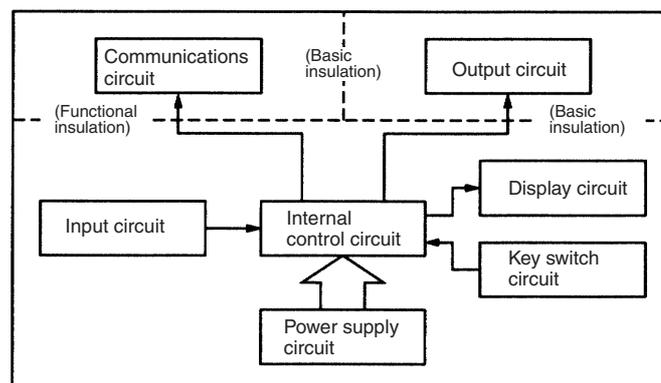 Communications
circuit
(Basic
insulation)
Output circuit
(Functional
insulation)
(Basic
insulation)
Input circuit
Internal
control circuit
Display circuit
Key switch
circuit
Power supply
circuit